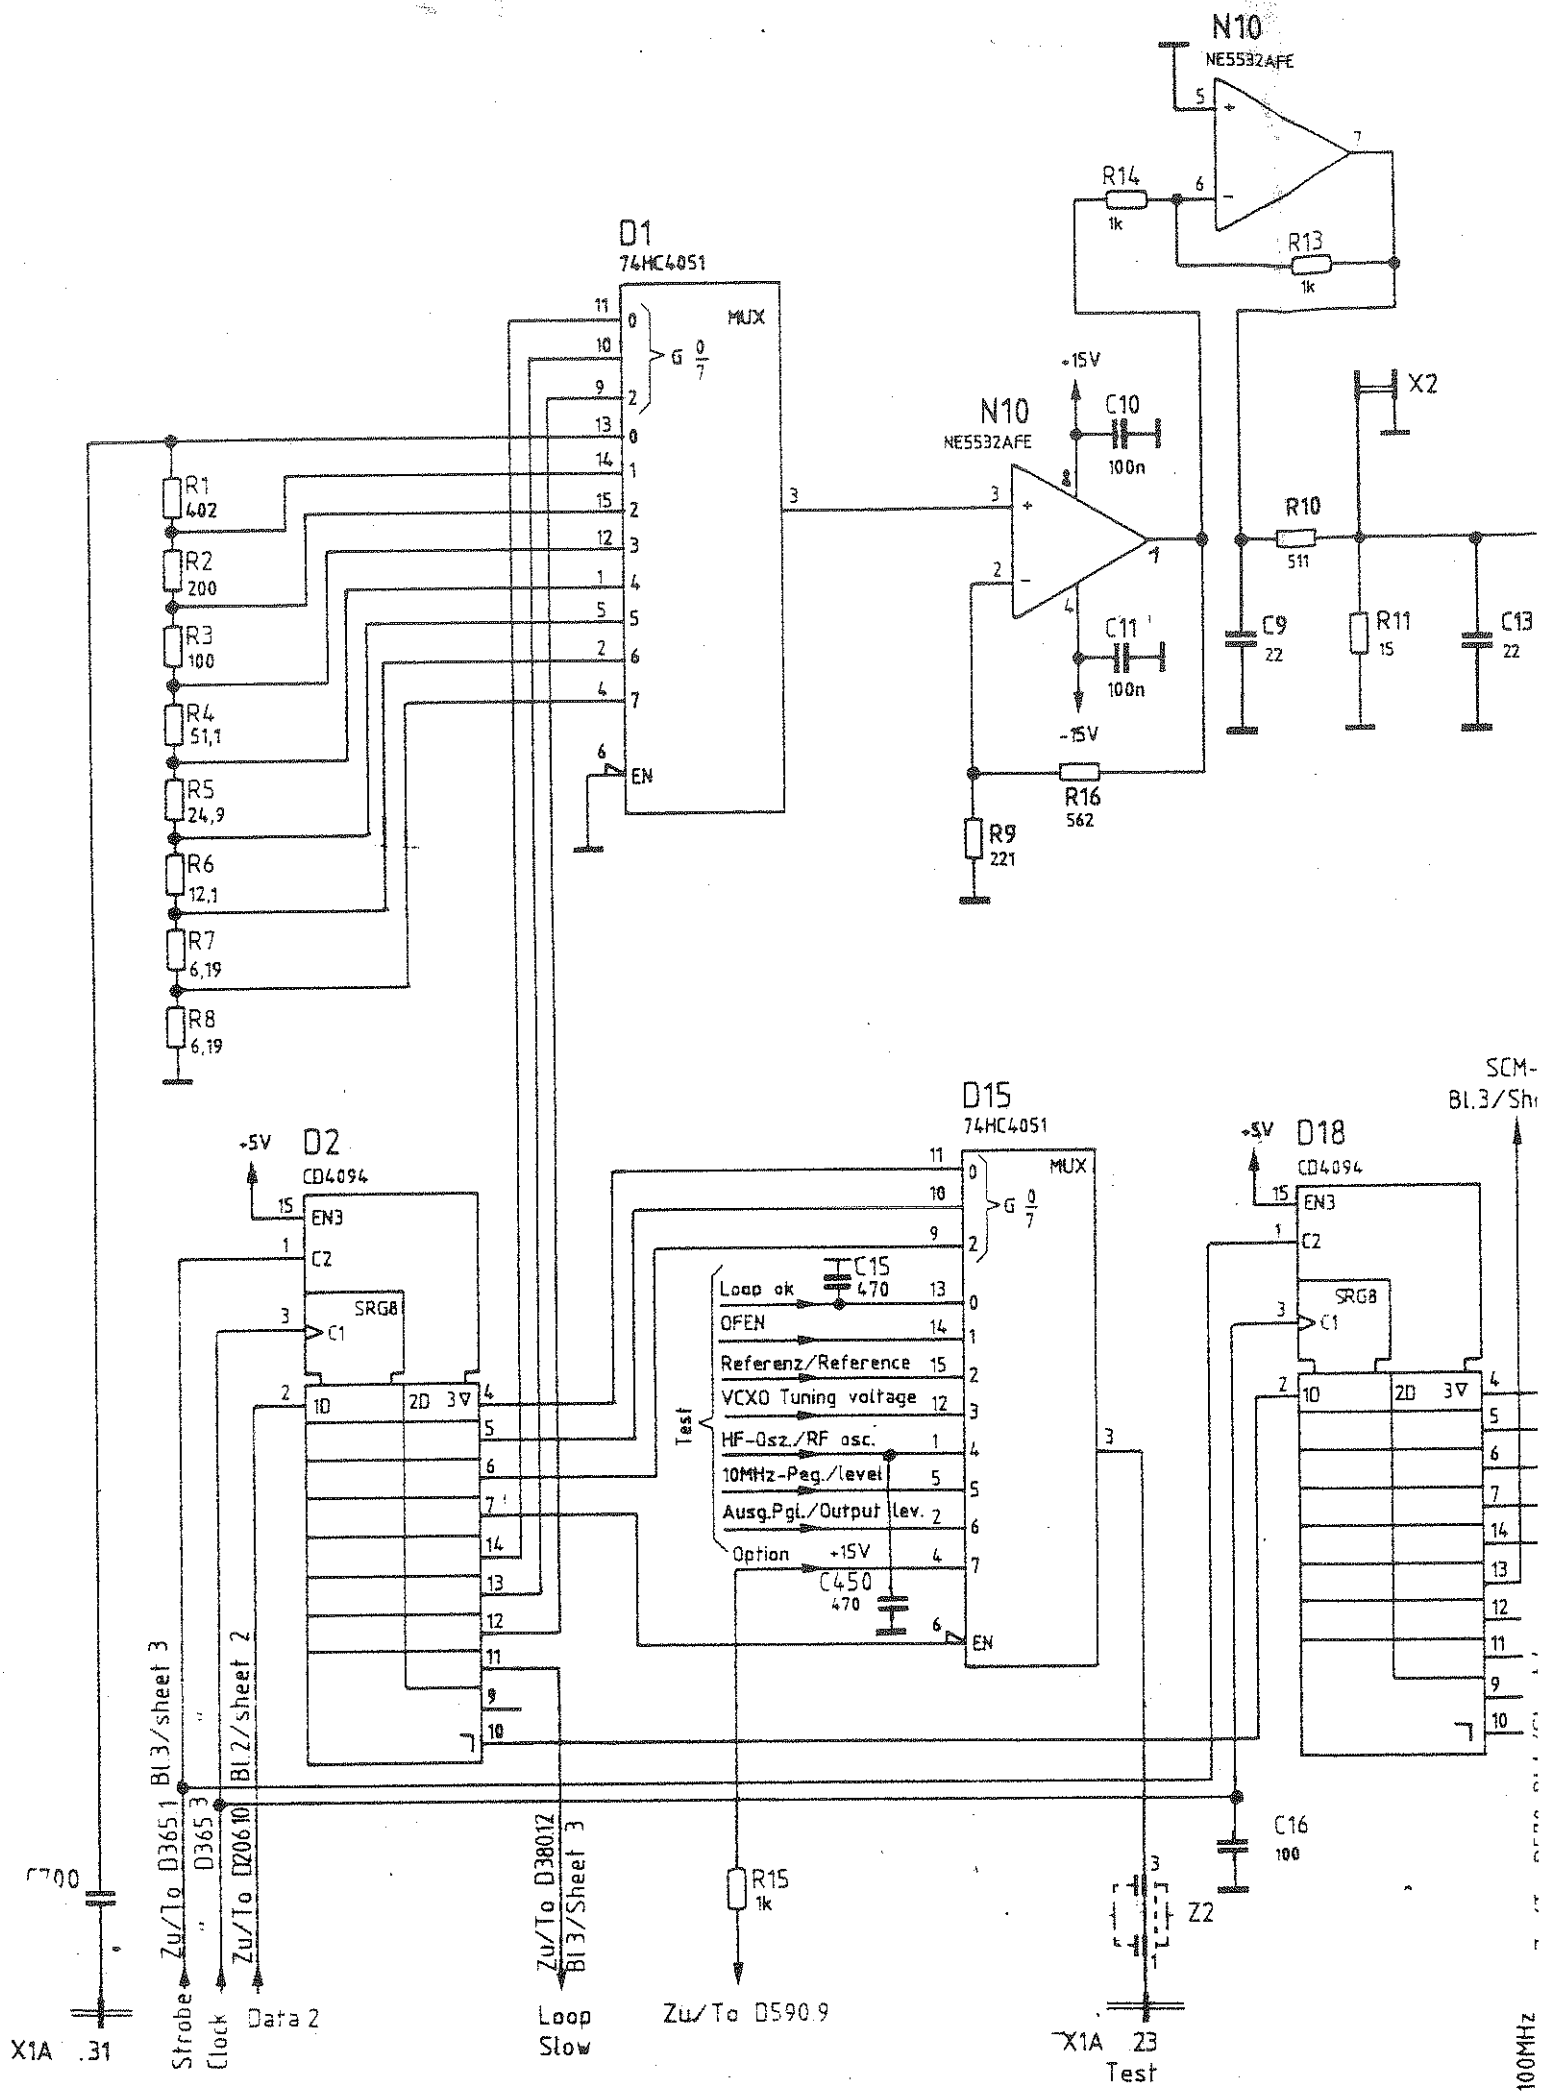 N10
NE5532AFE
5
+
7
R14
6
−
1k
R13
1k
D1
74HC4051
11
0
MUX
10
G 0/7
9
2
13
0
14
1
15
2
12
3
1
4
5
5
2
6
4
7
6
EN
3
R1
402
R2
200
R3
100
R4
51,1
R5
24,9
R6
12,1
R7
6,19
R8
6,19
+15V
C10
100n
N10
NE5532AFE
8
3
+
2
−
1
4
C11
100n
-15V
R16
562
R9
221
X2
R10
511
C9
22
R11
15
C13
22
SCM-
Bl.3/Sh
D2
CD4094
+5V
15
EN3
1
C2
SRG8
3
C1
2
1D
2D
3▽
4
5
6
7
14
13
12
11
9
10
D15
74HC4051
11
0
MUX
10
G 0/7
9
2
C15
470
Test
Loop ok
13
0
OFEN
14
1
Referenz/Reference
15
2
VCXO Tuning voltage
12
3
HF-Osz./RF osc.
1
4
10MHz-Peg./level
5
5
Ausg.Pgl./Output lev.
2
6
Option
+15V
4
7
C450
470
6
EN
3
D18
CD4094
+5V
15
EN3
1
C2
SRG8
3
C1
2
1D
2D
3▽
4
5
6
7
14
13
12
11
9
10
Zu/To D365.1 Bl.3/sheet 3
" D365.3 "
Zu/To D206.10 Bl.2/sheet 2
Zu/To D380.12
Bl.3/Sheet 3
C700
R15
1k
C16
100
3
Z2
1
Strobe
Clock
Data 2
Loop
Slow
Zu/To D590.9
X1A .31
X1A .23
Test
100MHz